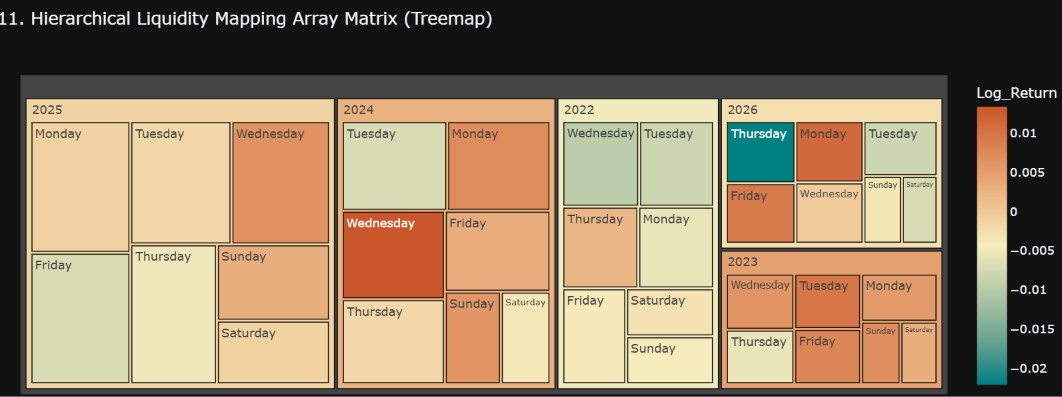 11. Hierarchical Liquidity Mapping Array Matrix (Treemap)
2025
Monday
Tuesday
Wednesday
Friday
Thursday
Sunday
Saturday
2024
Tuesday
Monday
Wednesday
Friday
Thursday
Sunday
Saturday
2022
Wednesday
Tuesday
Thursday
Monday
Friday
Saturday
Sunday
2026
Thursday
Monday
Tuesday
Friday
Wednesday
Sunday
Saturday
2023
Wednesday
Tuesday
Monday
Thursday
Friday
Sunday
Saturday
Log_Return
0.01
0.005
0
−0.005
−0.01
−0.015
−0.02